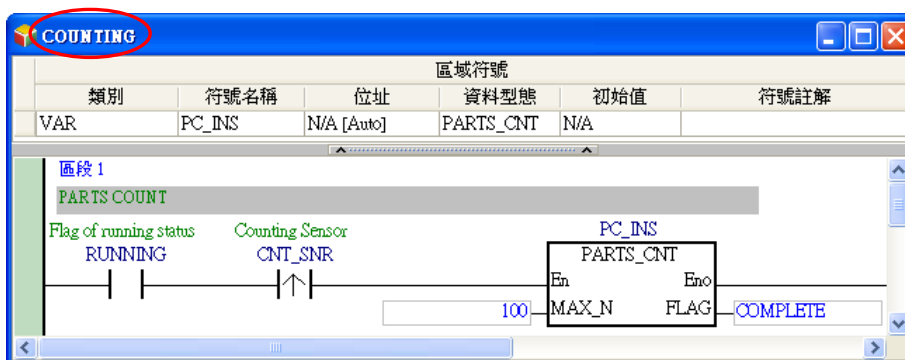 COUNTING
區域符號
類別 符號名稱 位址 資料型態 初始值 符號註解
VAR PC_INS N/A [Auto] PARTS_CNT N/A
區段 1
PARTS COUNT
Flag of running status Counting Sensor PC_INS
RUNNING CNT_SNR PARTS_CNT
En Eno
100 MAX_N FLAG COMPLETE